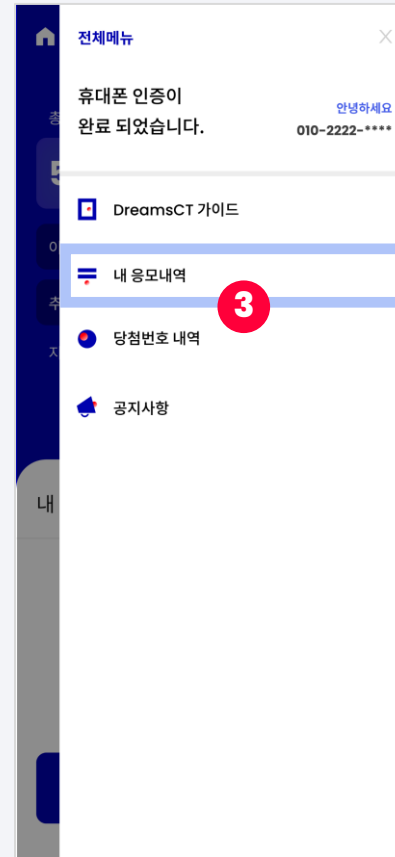 전체메뉴
휴대폰 인증이
완료 되었습니다.
안녕하세요
010-2222-****
DreamsCT 가이드
내 응모내역
3
당첨번호 내역
공지사항
내